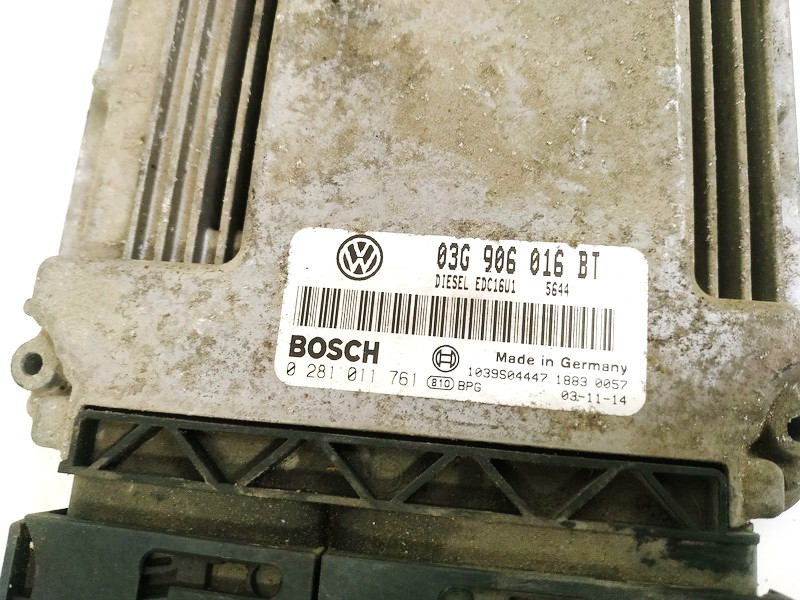 03G 906 016 BT
DIESEL EDC16U1 5644
BOSCH Made in Germany
0 281 011 761 810 BPG 1039S04447 1883 0057
03-11-14